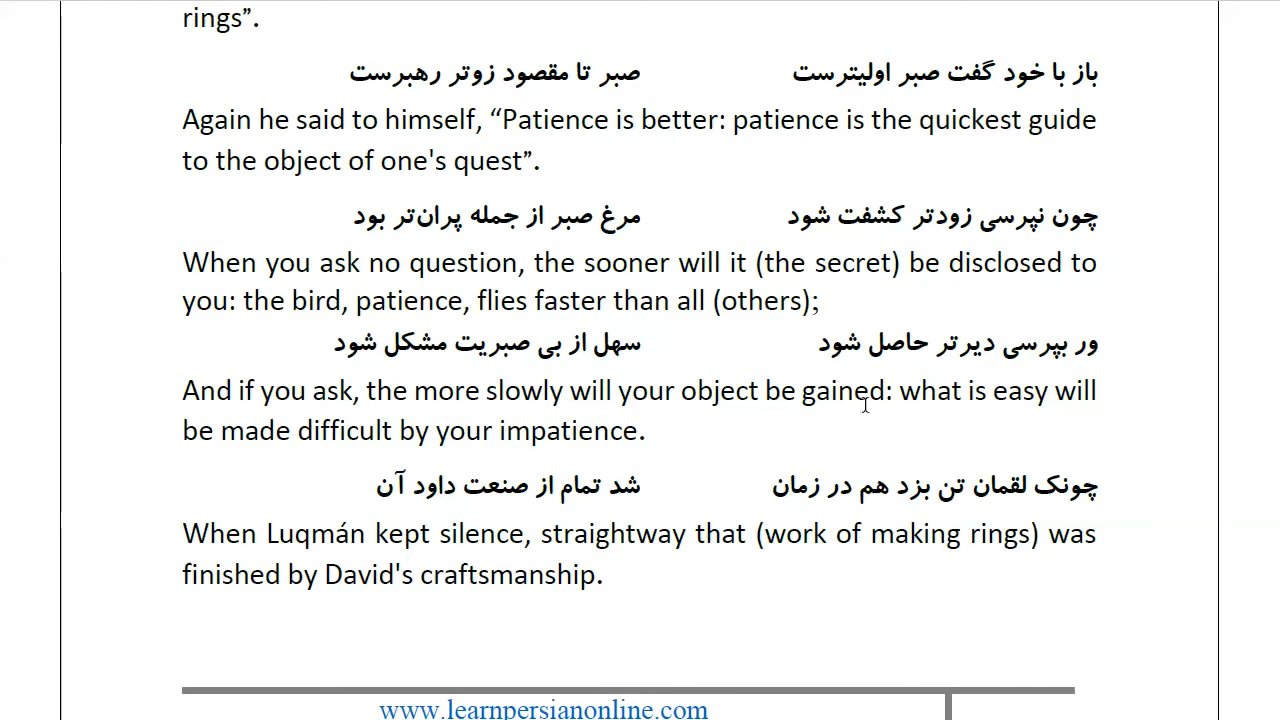 rings”.
باز با خود گفت صبر اولیترست صبر تا مقصود زوتر رهبرست
Again he said to himself, “Patience is better: patience is the quickest guide
to the object of one's quest”.
چون نپرسی زودتر کشفت شود مرغ صبر از جمله پران‌تر بود
When you ask no question, the sooner will it (the secret) be disclosed to
you: the bird, patience, flies faster than all (others);
ور بپرسی دیرتر حاصل شود سهل از بی صبریت مشکل شود
And if you ask, the more slowly will your object be gained: what is easy will
be made difficult by your impatience.
چونک لقمان تن بزد هم در زمان شد تمام از صنعت داود آن
When Luqmán kept silence, straightway that (work of making rings) was
finished by David's craftsmanship.
www.learnpersianonline.com